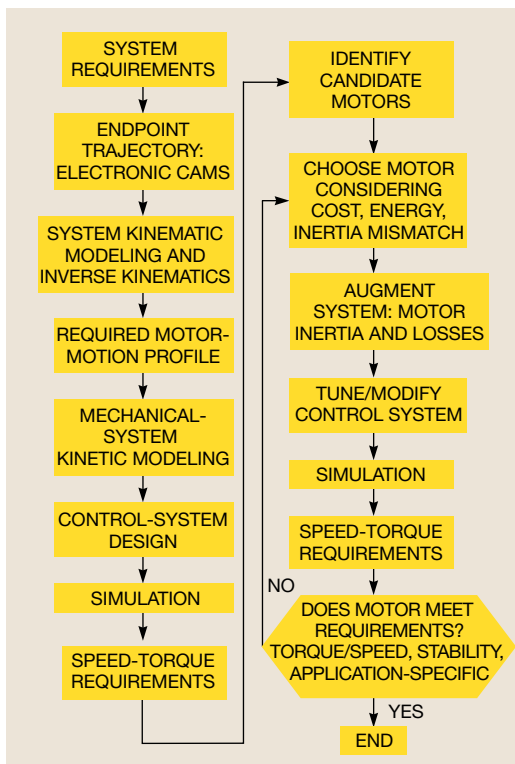 SYSTEM
REQUIREMENTS
ENDPOINT
TRAJECTORY:
ELECTRONIC CAMS
SYSTEM KINEMATIC
MODELING AND
INVERSE KINEMATICS
REQUIRED MOTOR-
MOTION PROFILE
MECHANICAL-
SYSTEM
KINETIC MODELING
CONTROL-SYSTEM
DESIGN
SIMULATION
SPEED-TORQUE
REQUIREMENTS
IDENTIFY
CANDIDATE
MOTORS
CHOOSE MOTOR
CONSIDERING
COST, ENERGY,
INERTIA MISMATCH
AUGMENT
SYSTEM: MOTOR
INERTIA AND LOSSES
TUNE/MODIFY
CONTROL SYSTEM
SIMULATION
SPEED-TORQUE
REQUIREMENTS
NO
DOES MOTOR MEET
REQUIREMENTS?
TORQUE/SPEED, STABILITY,
APPLICATION-SPECIFIC
YES
END